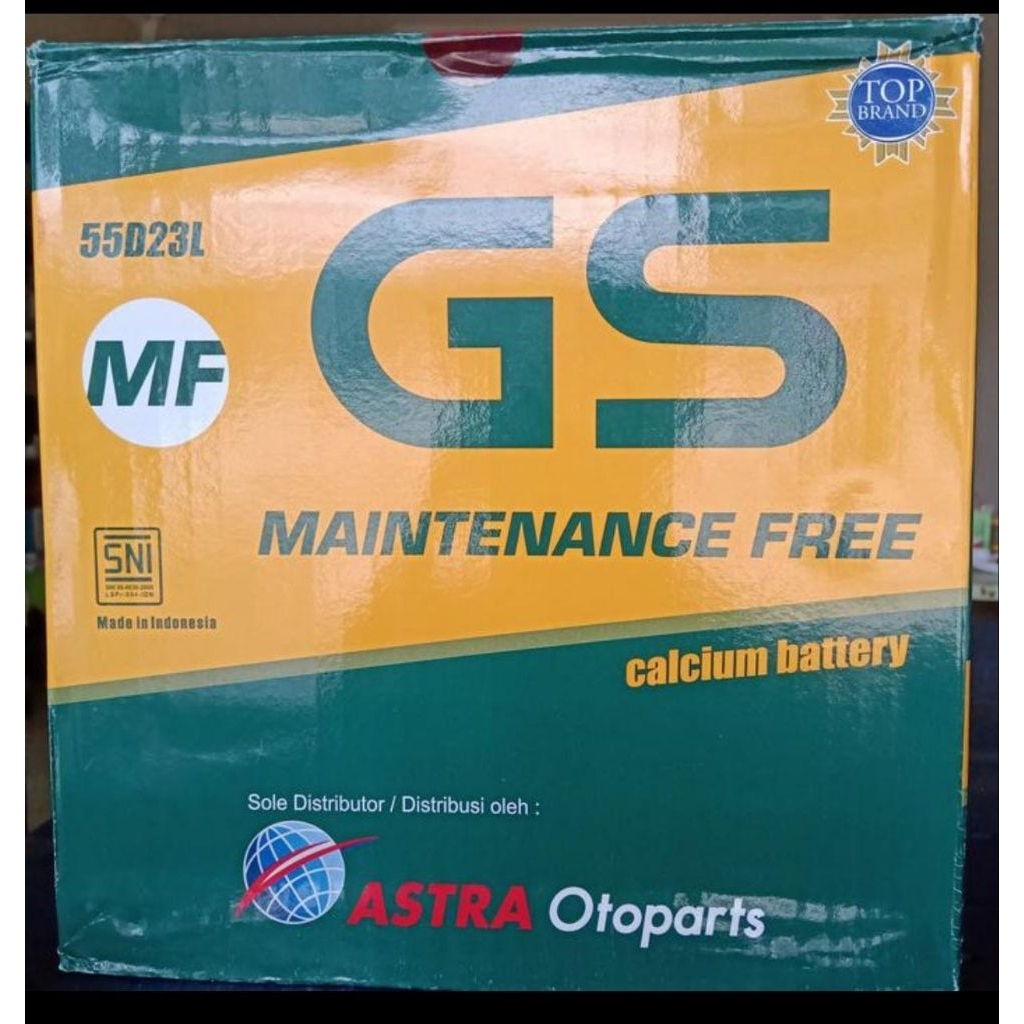 TOP
BRAND
55D23L
GS
MF
MAINTENANCE FREE
SNI
Made in Indonesia
calcium battery
Sole Distributor / Distribusi oleh :
ASTRA Otoparts